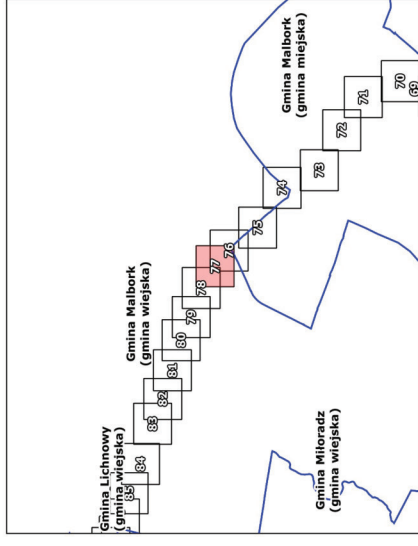 Gmina Malbork
(gmina miejska)
70
69
71
72
73
74
75
76
77
78
79
80
81
82
83
84
85
Gmina Malbork
(gmina wiejska)
Gmina Lichnowy
(gmina wiejska)
Gmina Miłoradz
(gmina wiejska)